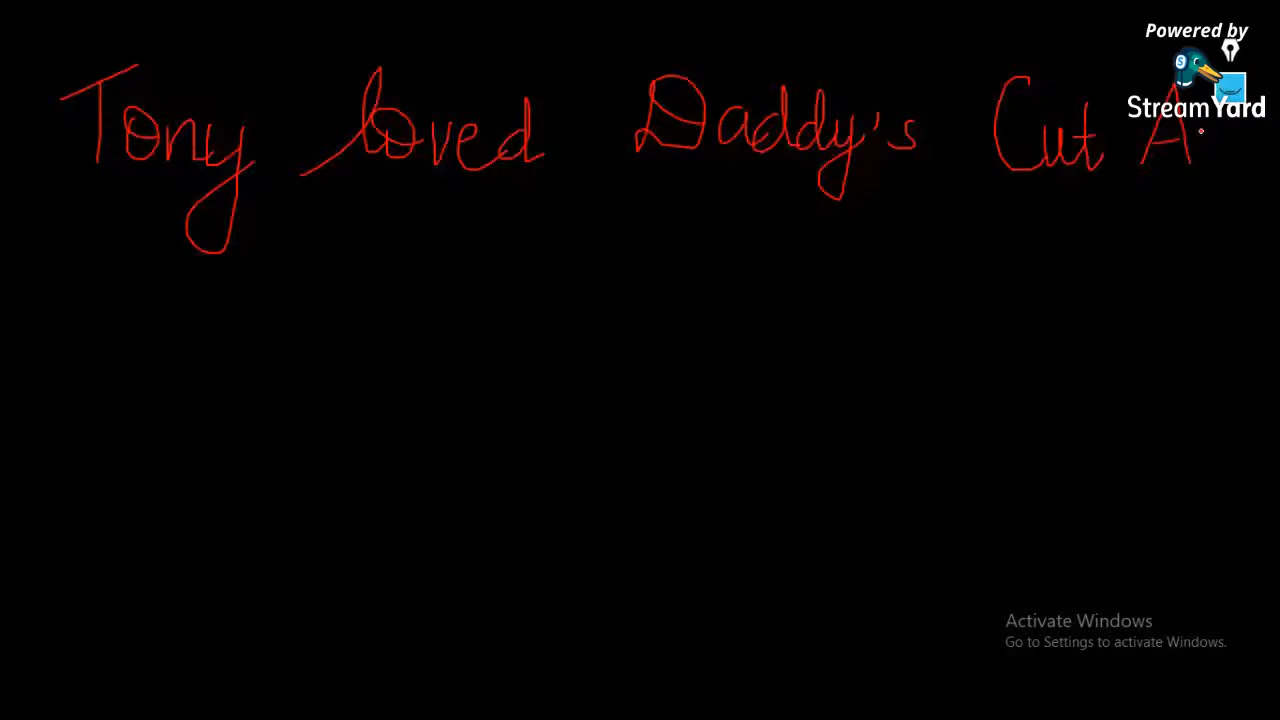 Powered by
StreamYard
Tony loved Daddy's Cut A
Activate Windows
Go to Settings to activate Windows.